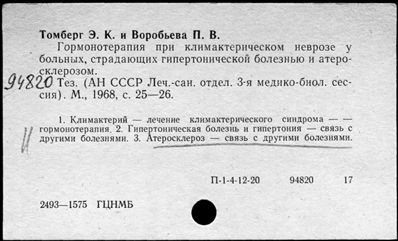 Томберг Э. К. и Воробьева П. В.
Гормонотерапия при климактерическом неврозе у
больных, страдающих гипертонической болезнью и атеро-
склерозом.
94820 Тез. (АН СССР Леч.-сан. отдел. 3-я медико-биол. сес-
сия). М., 1968, с. 25—26.
1. Климактерий — лечение климактерического синдрома — —
гормонотерапия. 2. Гипертоническая болезнь и гипертония — связь с
другими болезнями. 3. Атеросклероз — связь с другими болезнями.
П-1-4-12-20 94820 17
2493—1575 ГЦНМБ